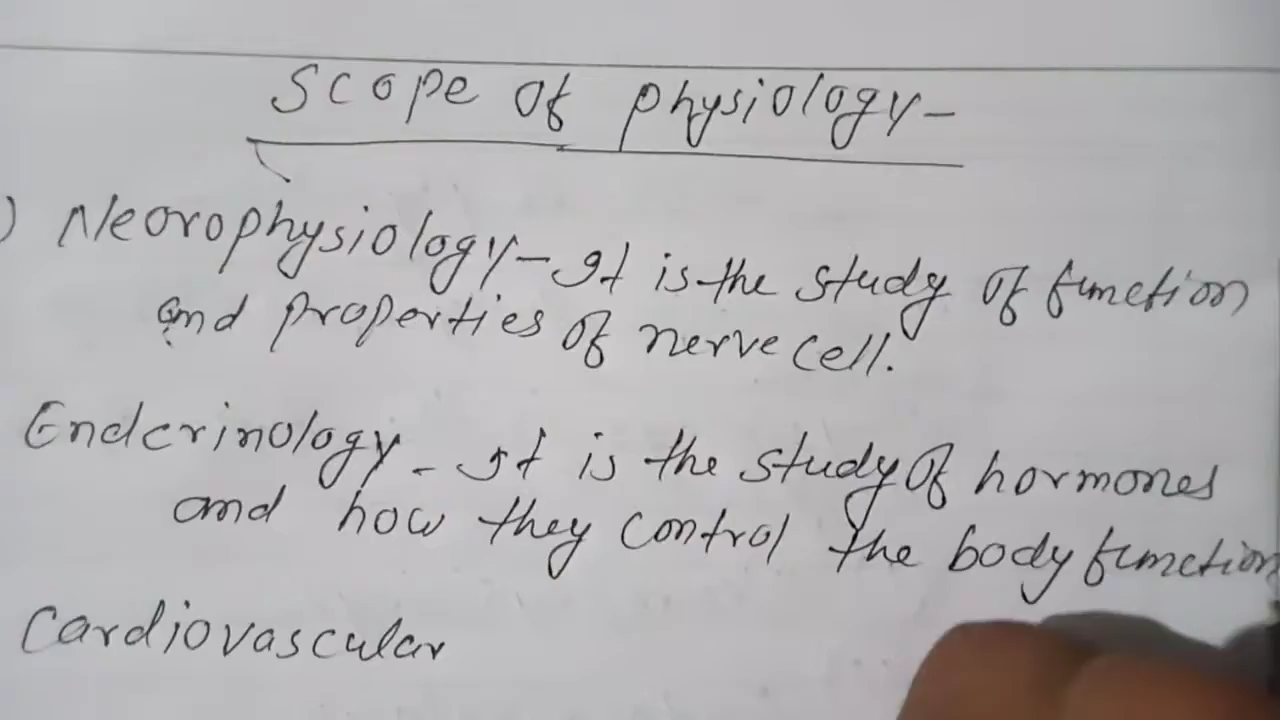 Scope of physiology-
) Neorophysiology- It is the study of function
and properties of nerve cell.
Endcrinology - It is the study of hormones
and how they control the body function
Cardiovascular